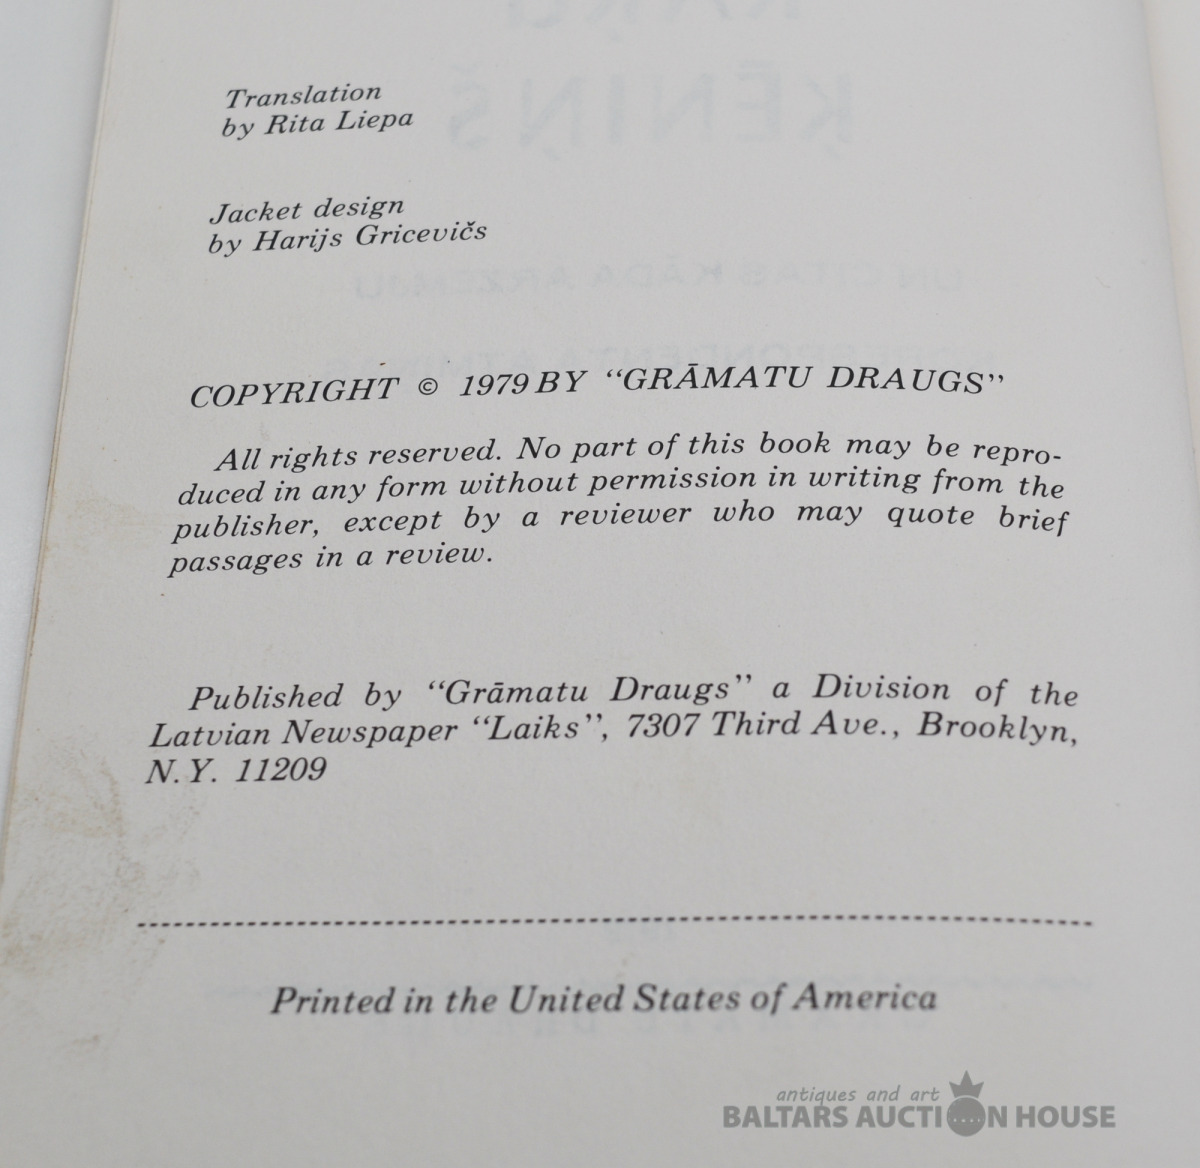 Translation
by Rita Liepa
Jacket design
by Harijs Gricevičs
COPYRIGHT © 1979 BY “GRĀMATU DRAUGS”
All rights reserved. No part of this book may be repro-
duced in any form without permission in writing from the
publisher, except by a reviewer who may quote brief
passages in a review.
Published by “Grāmatu Draugs” a Division of the
Latvian Newspaper “Laiks”, 7307 Third Ave., Brooklyn,
N. Y. 11209
Printed in the United States of America
antiques and art
BALTARS AUCTION HOUSE